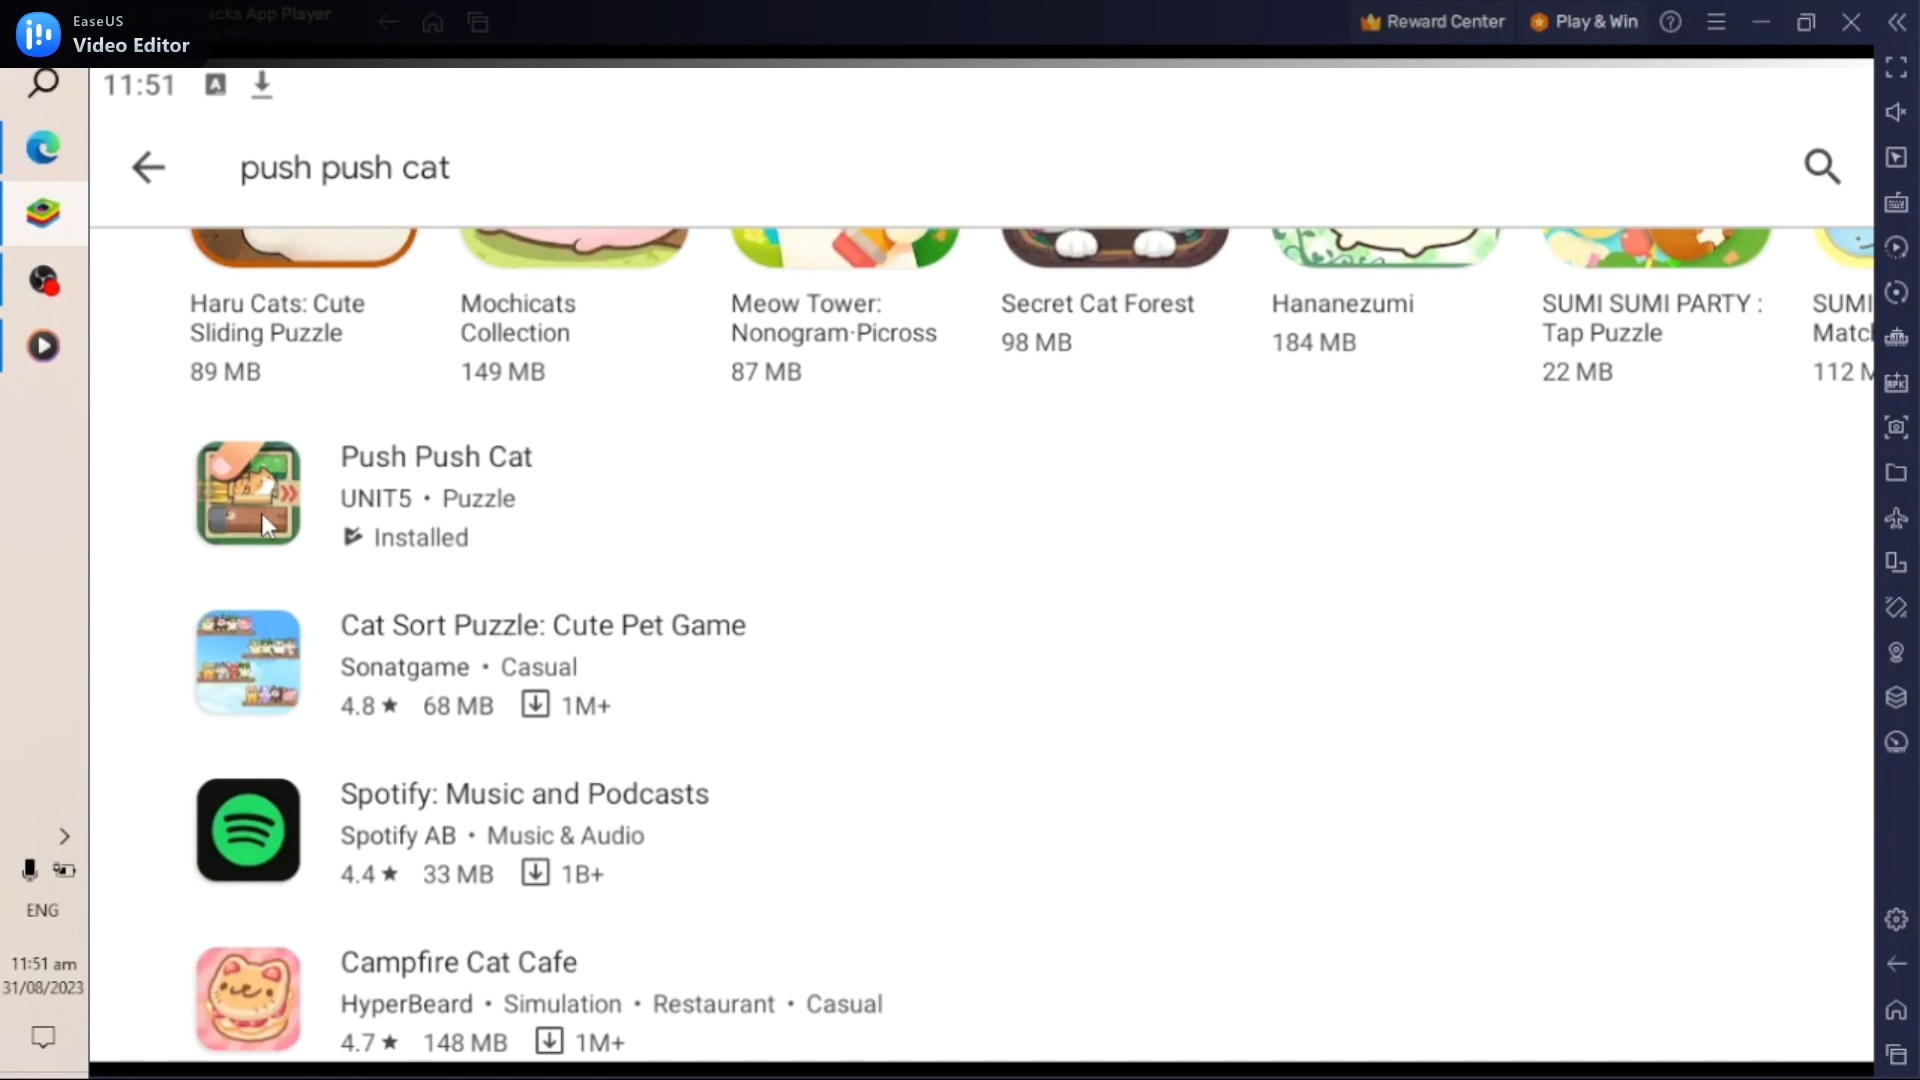 EaseUS
Video Editor
acks App Player
Reward Center
Play & Win
11:51
A
push push cat
Haru Cats: Cute
Sliding Puzzle
89 MB
Mochicats
Collection
149 MB
Meow Tower:
Nonogram·Picross
87 MB
Secret Cat Forest
98 MB
Hananezumi
184 MB
SUMI SUMI PARTY :
Tap Puzzle
22 MB
SUMI
Matc
112 M
Push Push Cat
UNIT5 • Puzzle
Installed
Cat Sort Puzzle: Cute Pet Game
Sonatgame • Casual
4.8 ★ 68 MB 1M+
Spotify: Music and Podcasts
Spotify AB • Music & Audio
4.4 ★ 33 MB 1B+
Campfire Cat Cafe
HyperBeard • Simulation • Restaurant • Casual
4.7 ★ 148 MB 1M+
ENG
11:51 am
31/08/2023